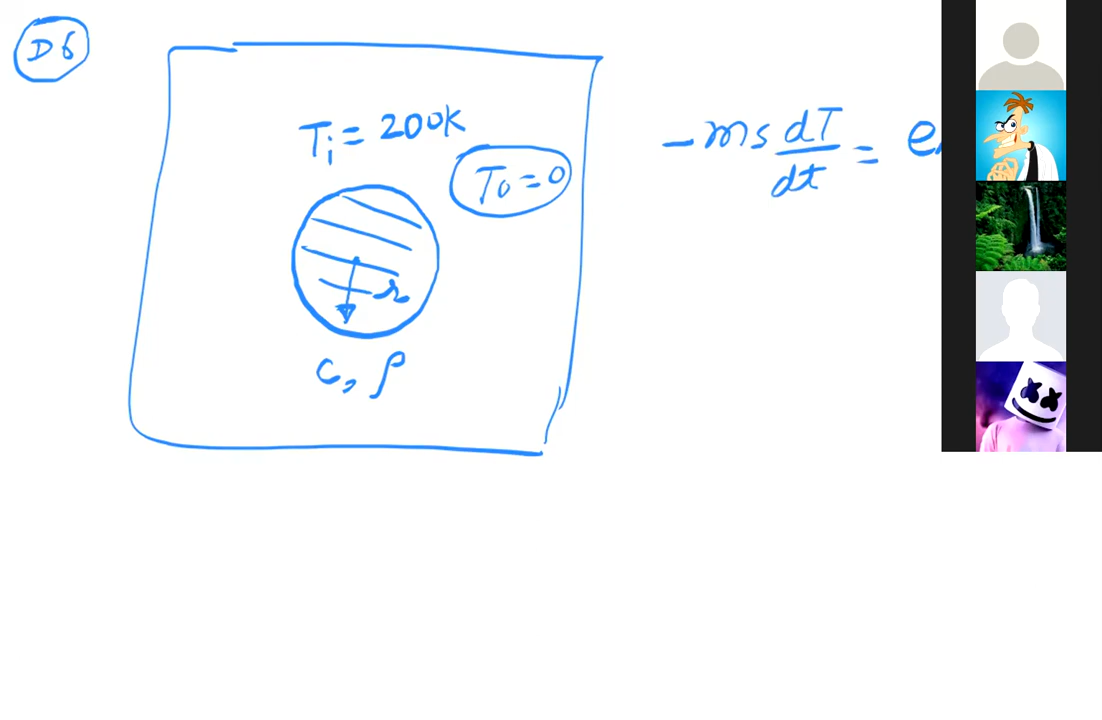 D6
Ti = 200K
T0 = 0
r
c, ρ
-ms dT/dt = e